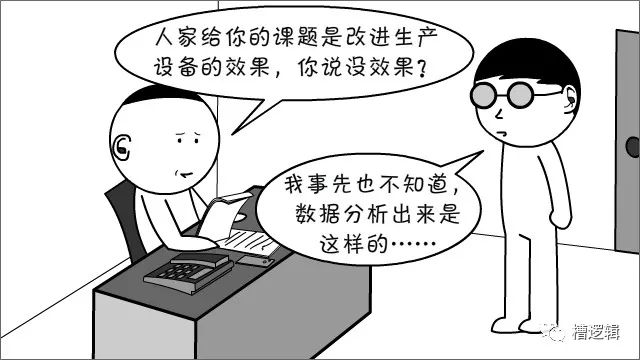 人家给你的课题是改进生产
设备的效果，你说没效果？
我事先也不知道，
数据分析出来是
这样的……
槽逻辑